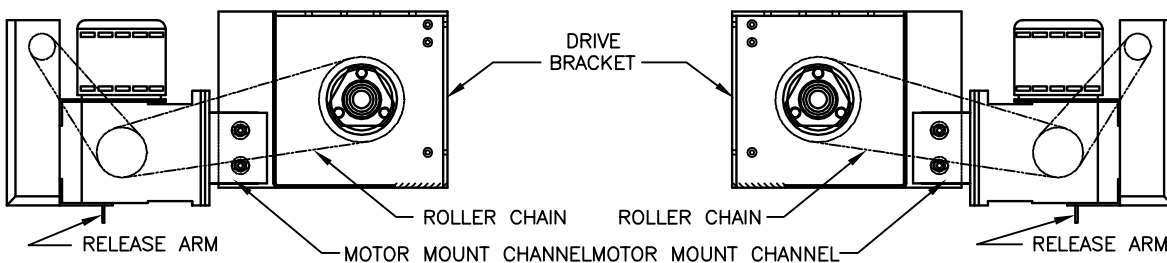 DRIVE
BRACKET
ROLLER CHAIN ROLLER CHAIN
RELEASE ARM MOTOR MOUNT CHANNELMOTOR MOUNT CHANNEL RELEASE ARM